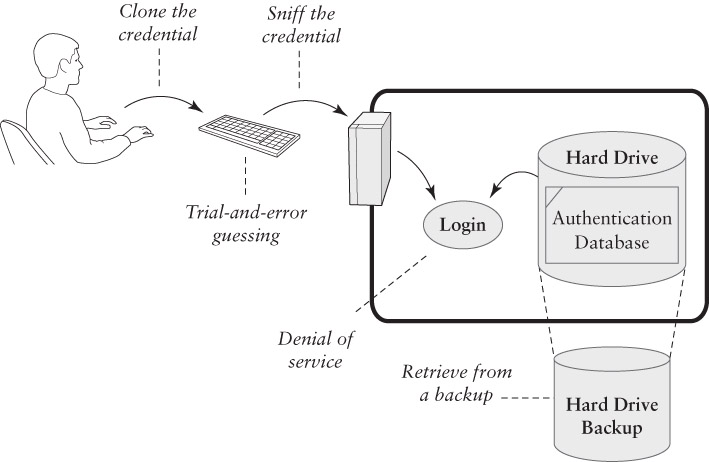 Clone the
credential
Sniff the
credential
Trial-and-error
guessing
Login
Hard Drive
Authentication
Database
Denial of
service
Retrieve from
a backup
Hard Drive
Backup